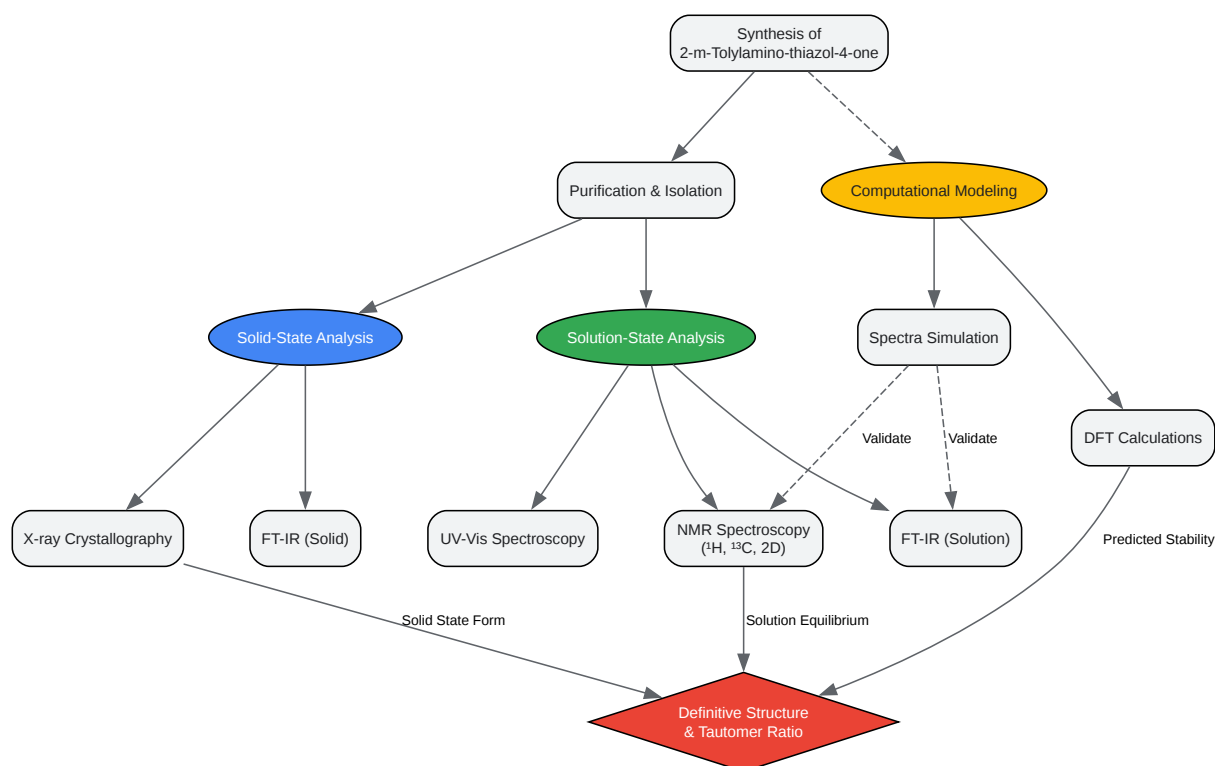 Synthesis of
2-m-Tolylamino-thiazol-4-one
Purification & Isolation
Computational Modeling
Solid-State Analysis
Solution-State Analysis
Spectra Simulation
Validate
Validate
DFT Calculations
X-ray Crystallography
FT-IR (Solid)
UV-Vis Spectroscopy
NMR Spectroscopy
(¹H, ¹³C, 2D)
FT-IR (Solution)
Predicted Stability
Solid State Form
Solution Equilibrium
Definitive Structure
& Tautomer Ratio